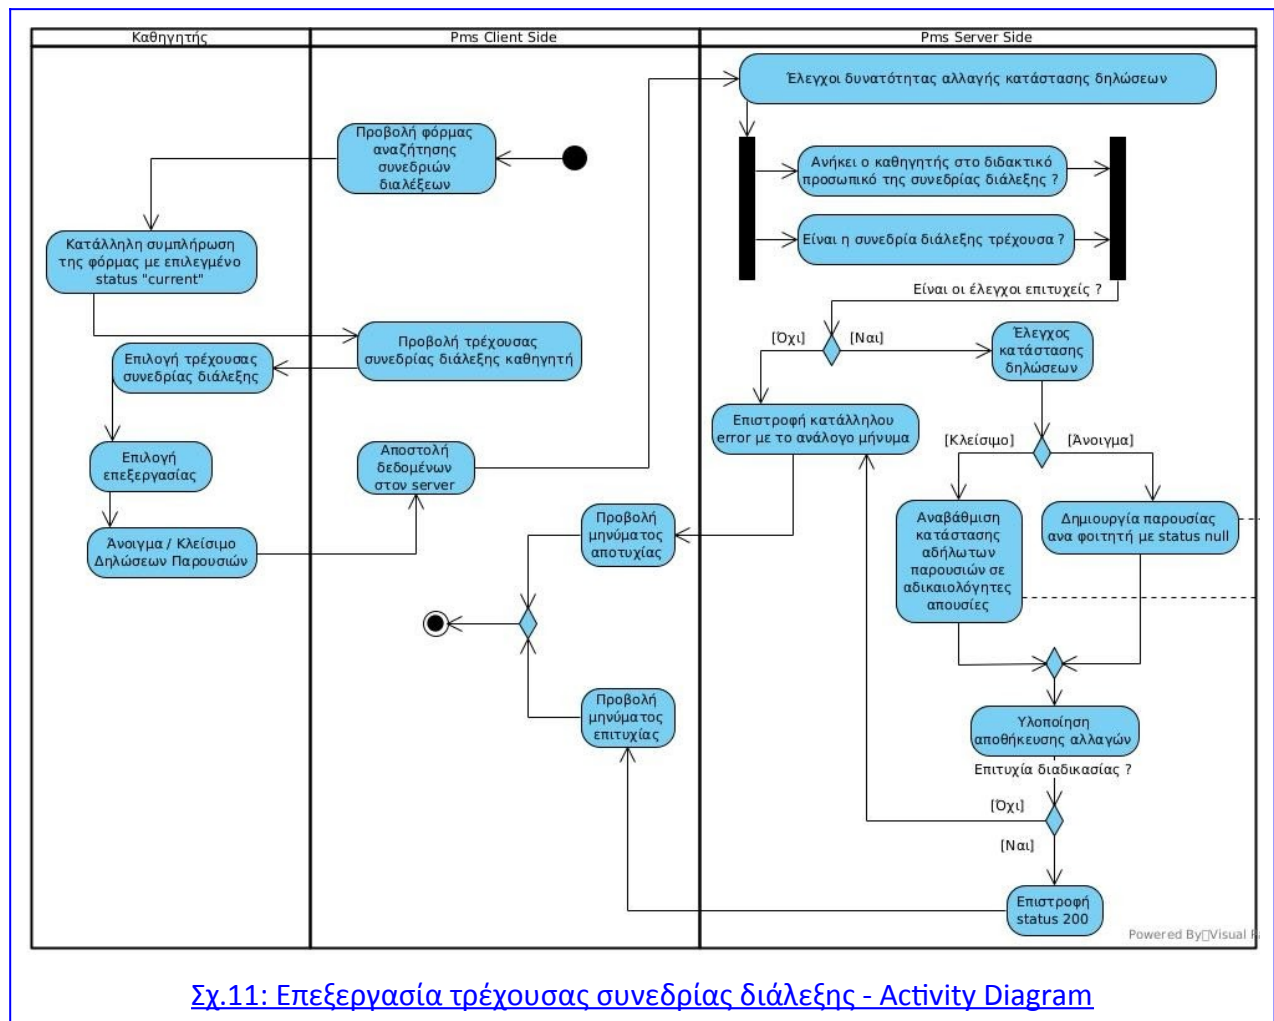 Καθηγητής
Pms Client Side
Pms Server Side
Προβολή φόρμας
αναζήτησης
συνεδριών
διαλέξεων
Κατάλληλη συμπλήρωση
της φόρμας με επιλεγμένο
status "current"
Προβολή τρέχουσας
συνεδρίας διάλεξης καθηγητή
Επιλογή τρέχουσας
συνεδρίας διάλεξης
Επιλογή
επεξεργασίας
Άνοιγμα / Κλείσιμο
Δηλώσεων Παρουσιών
Αποστολή
δεδομένων
στον server
Έλεγχοι δυνατότητας αλλαγής κατάστασης δηλώσεων
Ανήκει ο καθηγητής στο διδακτικό
προσωπικό της συνεδρίας διάλεξης ?
Είναι η συνεδρία διάλεξης τρέχουσα ?
Είναι οι έλεγχοι επιτυχείς ?
[Όχι]
[Ναι]
Έλεγχος
κατάστασης
δηλώσεων
Επιστροφή κατάλληλου
error με το ανάλογο μήνυμα
[Κλείσιμο]
[Άνοιγμα]
Αναβάθμιση
κατάστασης
αδήλωτων
παρουσιών σε
αδικαιολόγητες
απουσίες
Δημιουργία παρουσίας
ανα φοιτητή με status null
Προβολή
μηνύματος
αποτυχίας
Προβολή
μηνύματος
επιτυχίας
Υλοποίηση
αποθήκευσης αλλαγών
Επιτυχία διαδικασίας ?
[Όχι]
[Ναι]
Επιστροφή
status 200
Powered By Visual
Σχ.11: Επεξεργασία τρέχουσας συνεδρίας διάλεξης - Activity Diagram